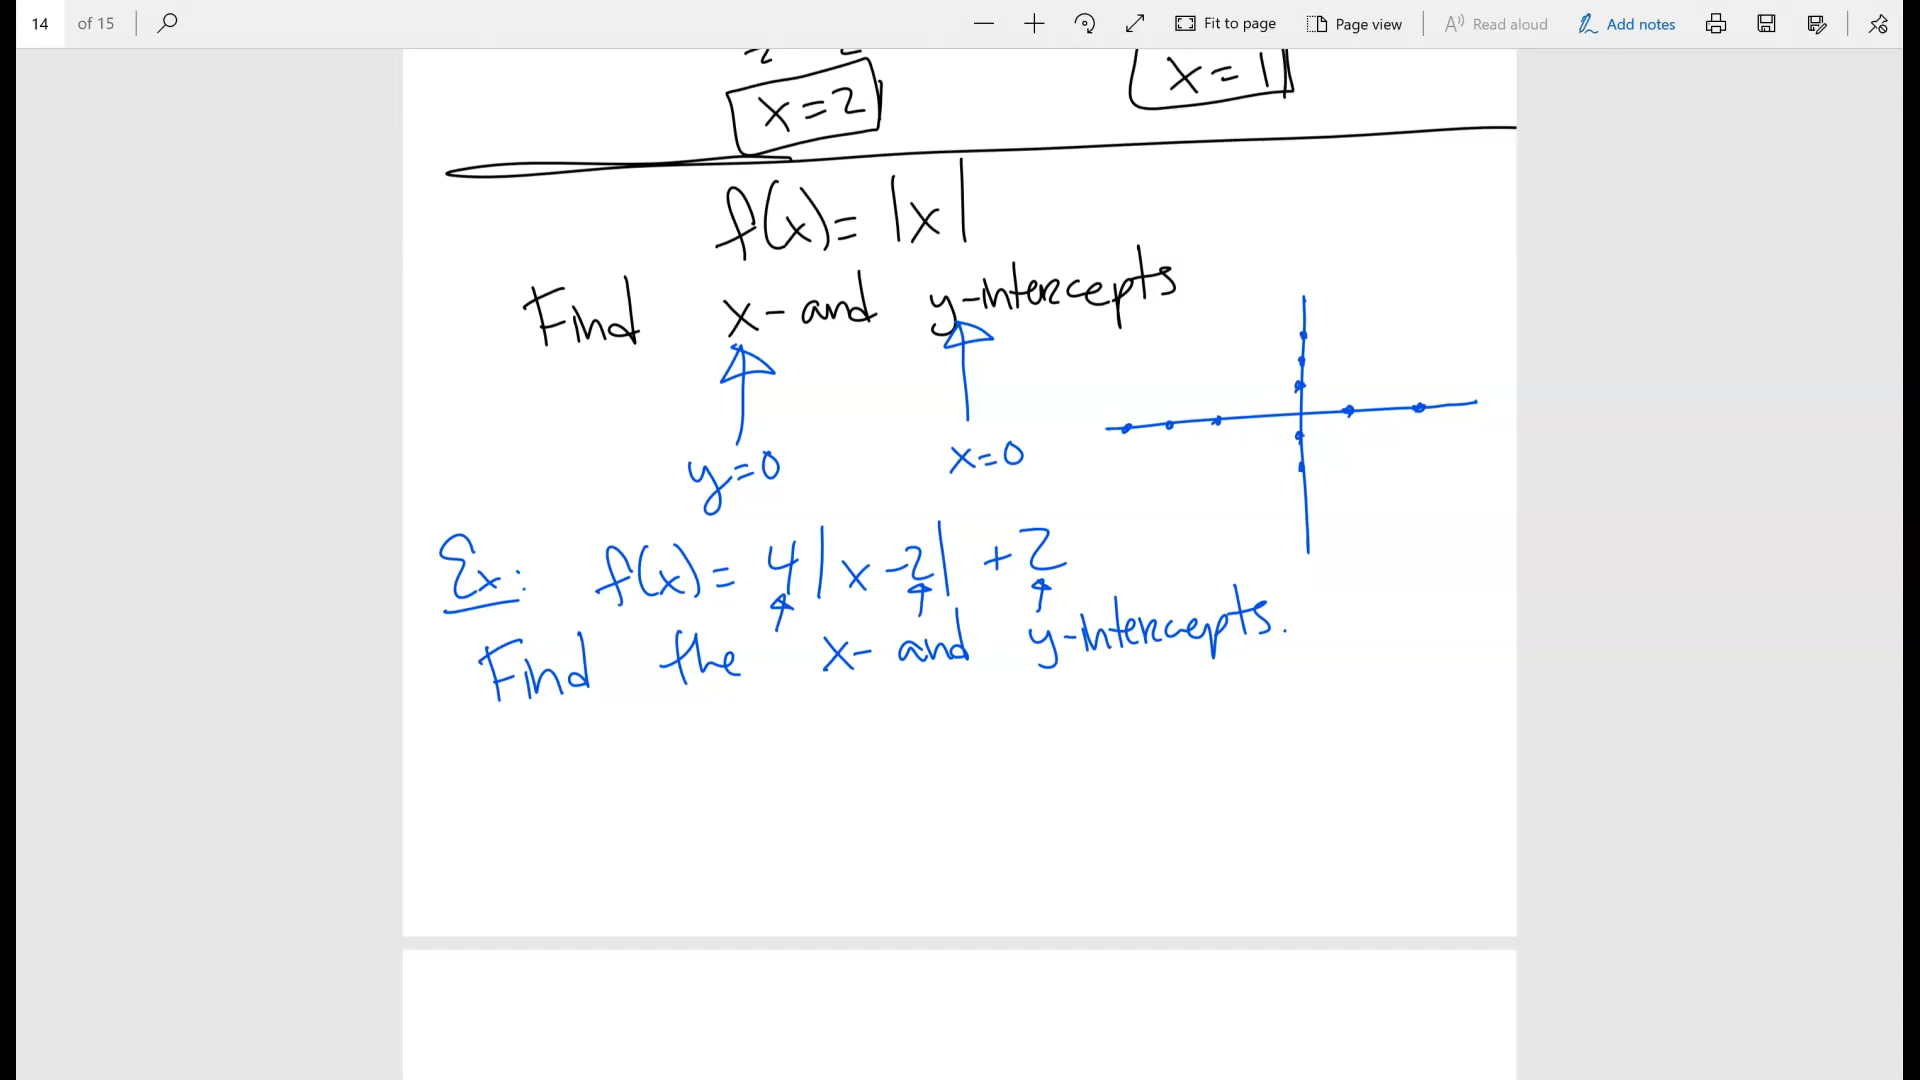 14 of 15 Fit to page Page view Read aloud Add notes
x=2 x=1
f(x)= |x|
Find x- and y-intercepts
y=0 x=0
Ex: f(x)= 4|x-2| +2
Find the x- and y-intercepts.